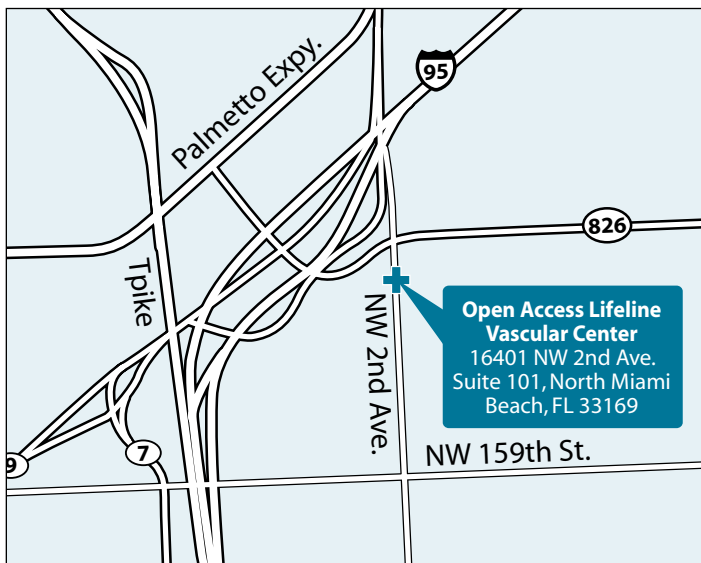 95
Palmetto Expy.
826
Tpike
NW 2nd Ave.
Open Access Lifeline
Vascular Center
16401 NW 2nd Ave.
Suite 101, North Miami
Beach, FL 33169
NW 159th St.
7
9